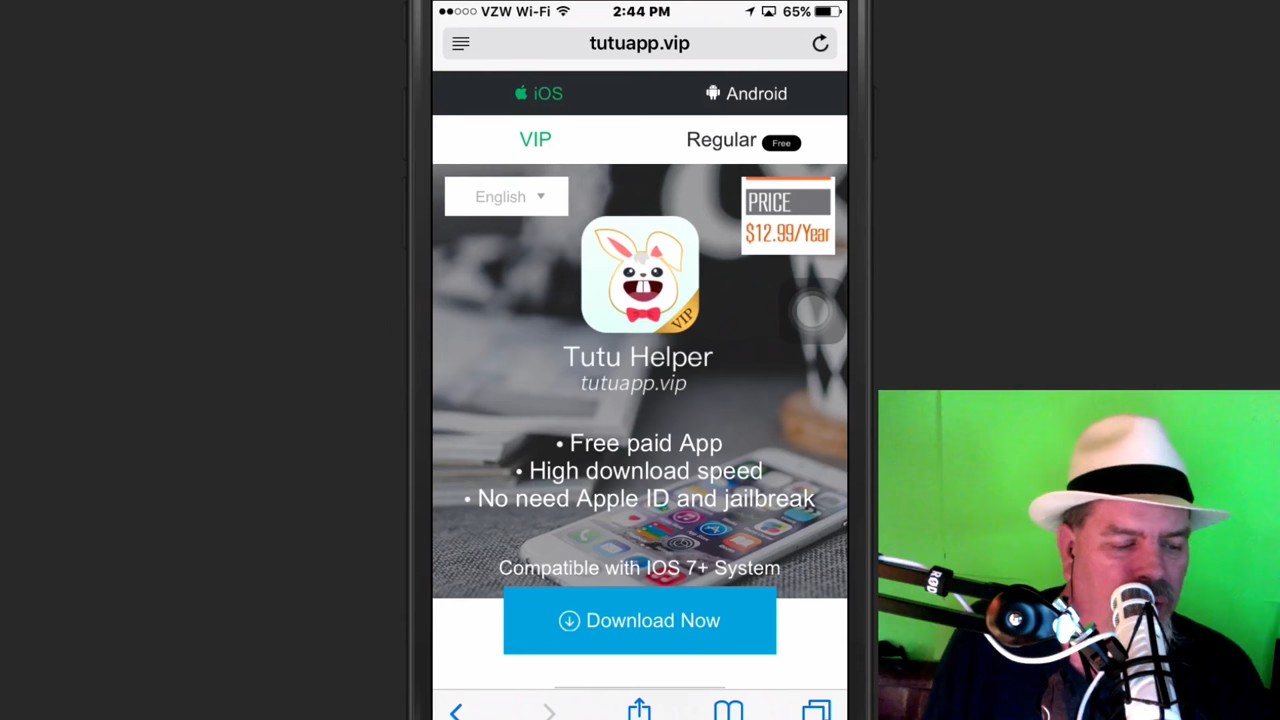 VZW Wi-Fi 2:44 PM 65%
tutuapp.vip
iOS Android
VIP Regular Free
English
PRICE
$12.99/Year
VIP
Tutu Helper
tutuapp.vip
• Free paid App
• High download speed
• No need Apple ID and jailbreak
Compatible with IOS 7+ System
Download Now
RODE